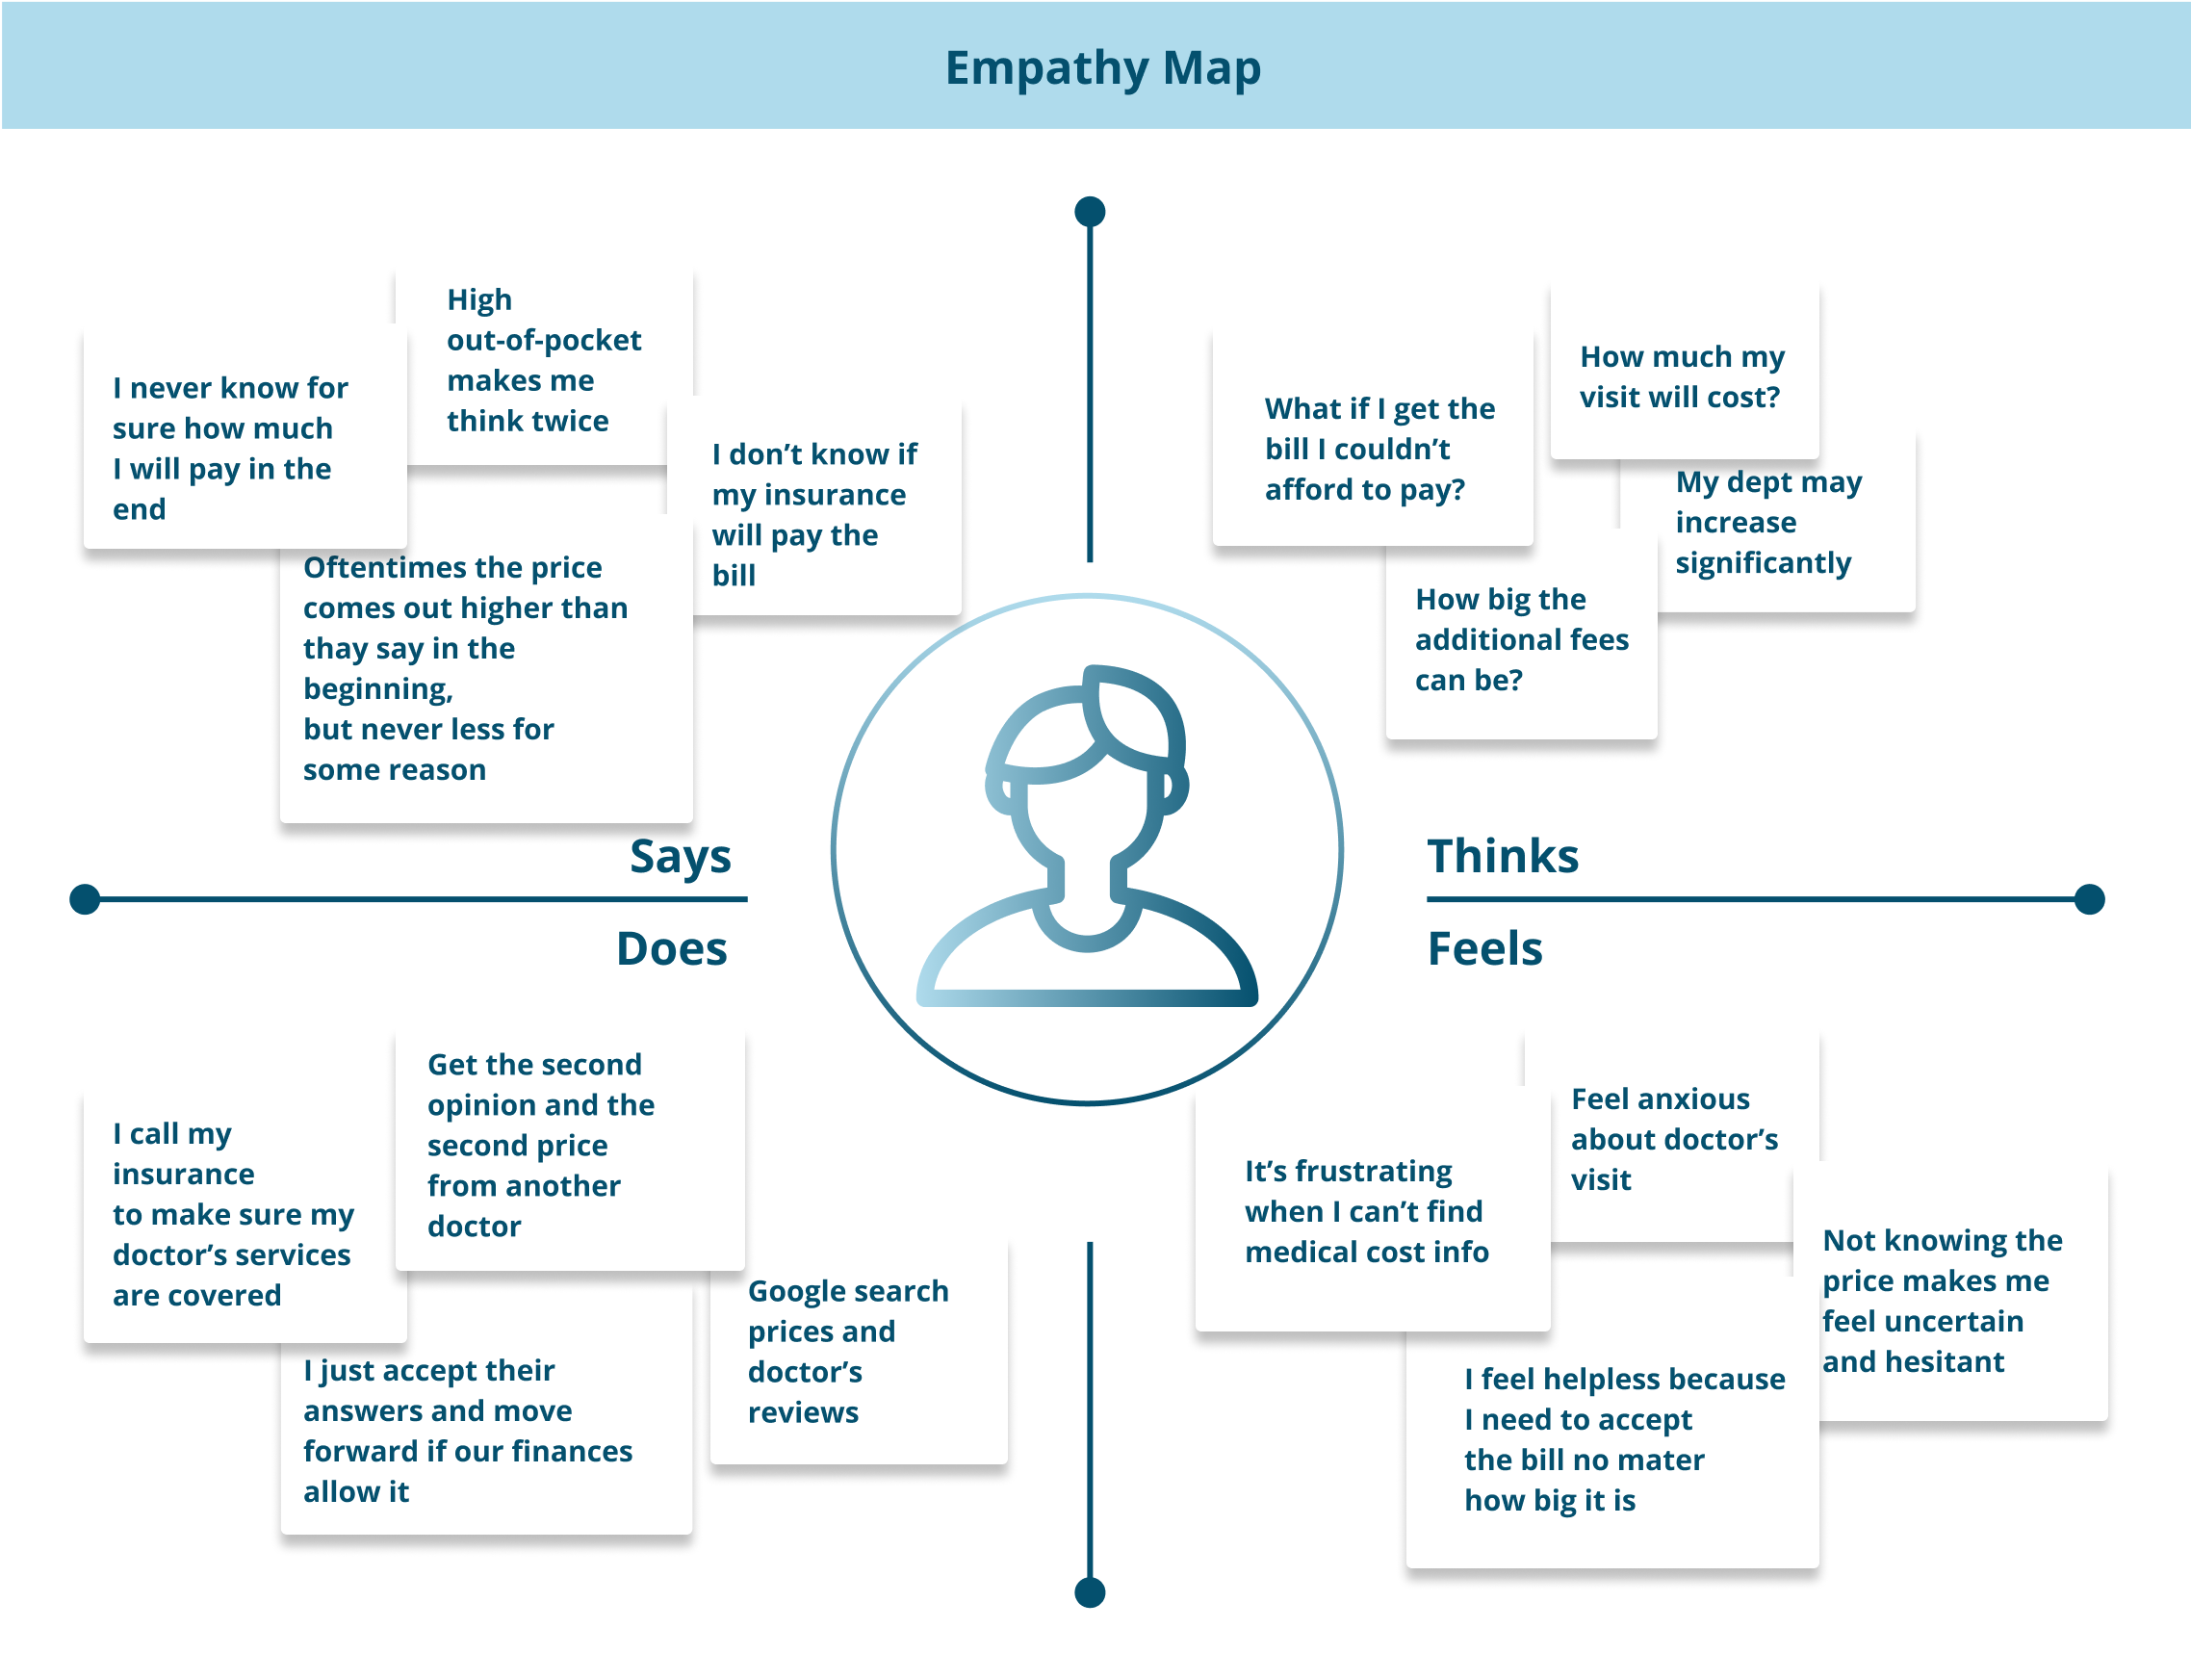 Empathy Map
High
out-of-pocket
makes me
think twice
I never know for
sure how much
I will pay in the
end
I don’t know if
my insurance
will pay the
bill
Oftentimes the price
comes out higher than
thay say in the
beginning,
but never less for
some reason
Says
What if I get the
bill I couldn’t
afford to pay?
How much my
visit will cost?
My dept may
increase
significantly
How big the
additional fees
can be?
Thinks
Does
I call my
insurance
to make sure my
doctor’s services
are covered
Get the second
opinion and the
second price
from another
doctor
Google search
prices and
doctor’s
reviews
I just accept their
answers and move
forward if our finances
allow it
Feels
It’s frustrating
when I can’t find
medical cost info
Feel anxious
about doctor’s
visit
Not knowing the
price makes me
feel uncertain
and hesitant
I feel helpless because
I need to accept
the bill no mater
how big it is